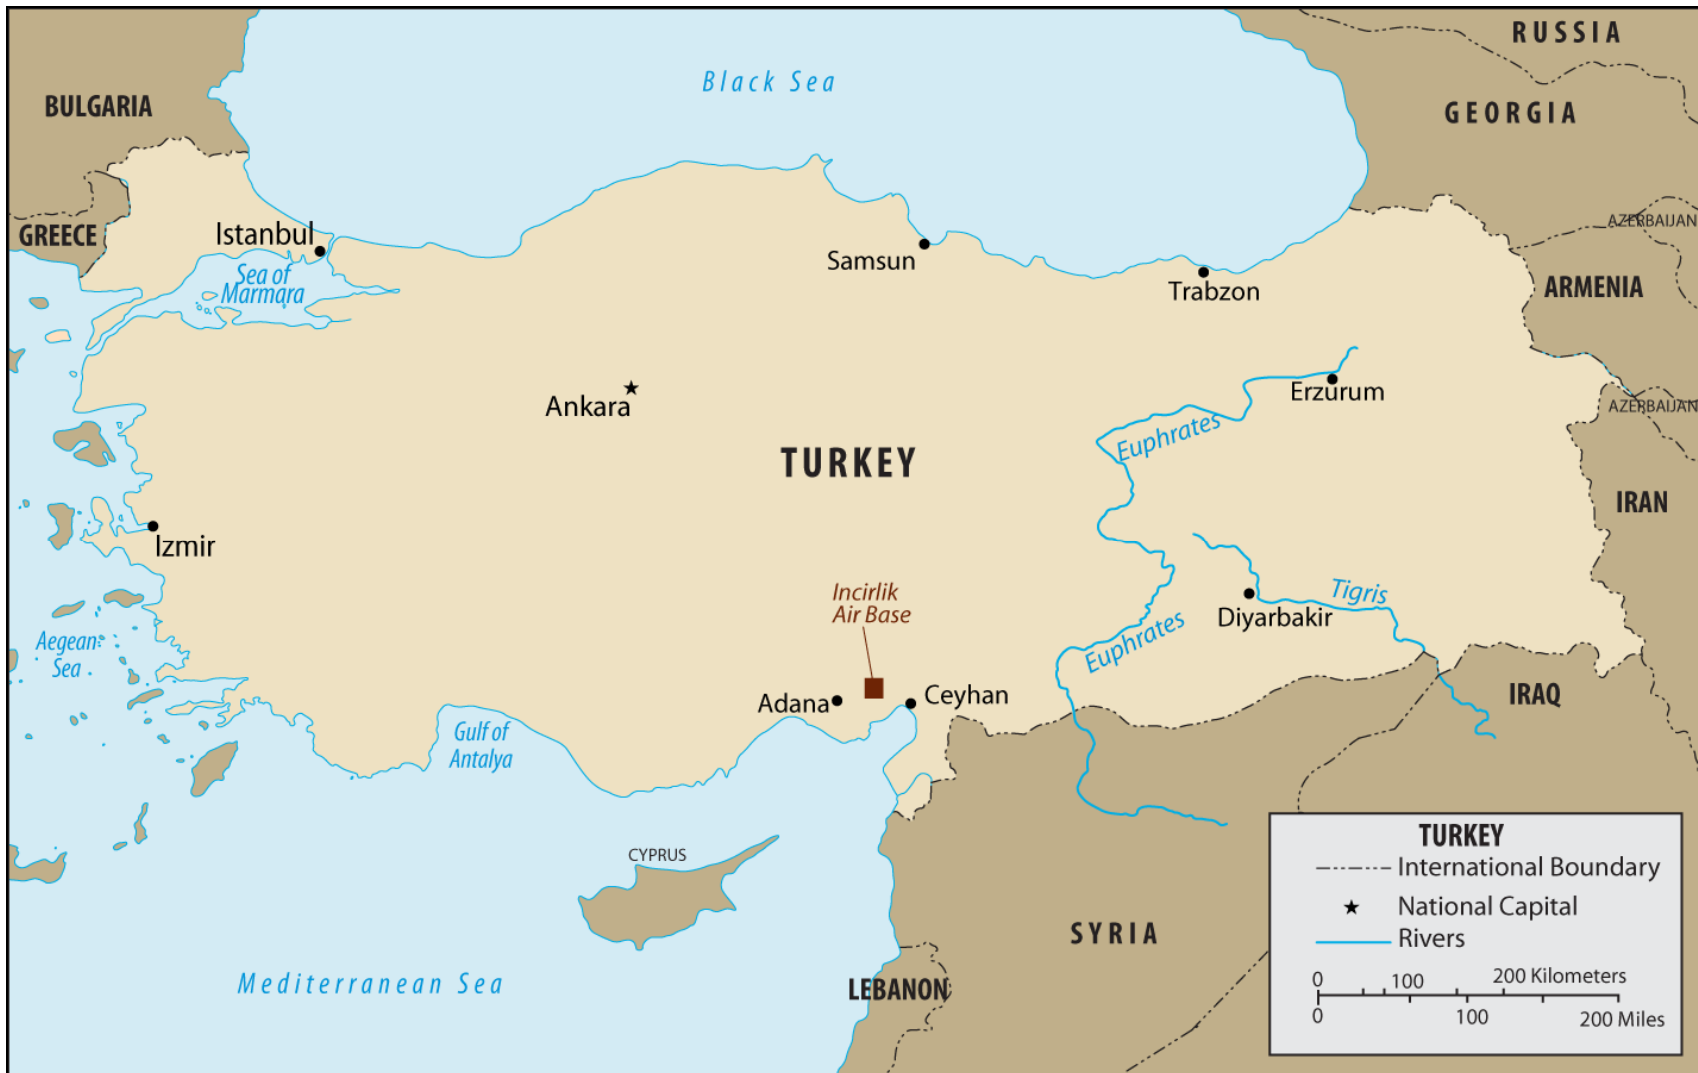 RUSSIA
Black Sea
BULGARIA
GEORGIA
AZERBAIJAN
GREECE
Istanbul
Samsun
Sea of
Marmara
Trabzon
ARMENIA
Ankara
Erzurum
AZERBAIJAN
Euphrates
TURKEY
IRAN
Izmir
Incirlik
Air Base
Tigris
Diyarbakir
Euphrates
Aegean
Sea
Adana
Ceyhan
IRAQ
Gulf of
Antalya
CYPRUS
SYRIA
Mediterranean Sea
LEBANON
TURKEY
International Boundary
National Capital
Rivers
0 100 200 Kilometers
0 100 200 Miles